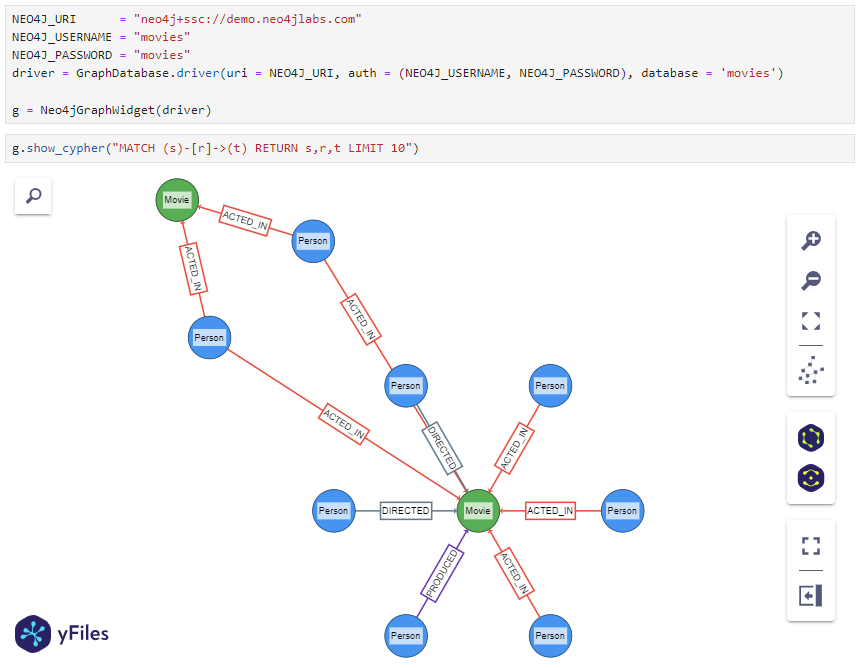 NEO4J_URI      = "neo4j+ssc://demo.neo4jlabs.com"
NEO4J_USERNAME = "movies"
NEO4J_PASSWORD = "movies"
driver = GraphDatabase.driver(uri = NEO4J_URI, auth = (NEO4J_USERNAME, NEO4J_PASSWORD), database = 'movies')
g = Neo4jGraphWidget(driver)
g.show_cypher("MATCH (s)-[r]->(t) RETURN s,r,t LIMIT 10")
Movie
ACTED_IN
Person
ACTED_IN
ACTED_IN
Person
Person
Person
ACTED_IN
DIRECTED
ACTED_IN
Person
DIRECTED
Movie
ACTED_IN
Person
PRODUCED
ACTED_IN
Person
Person
yFiles